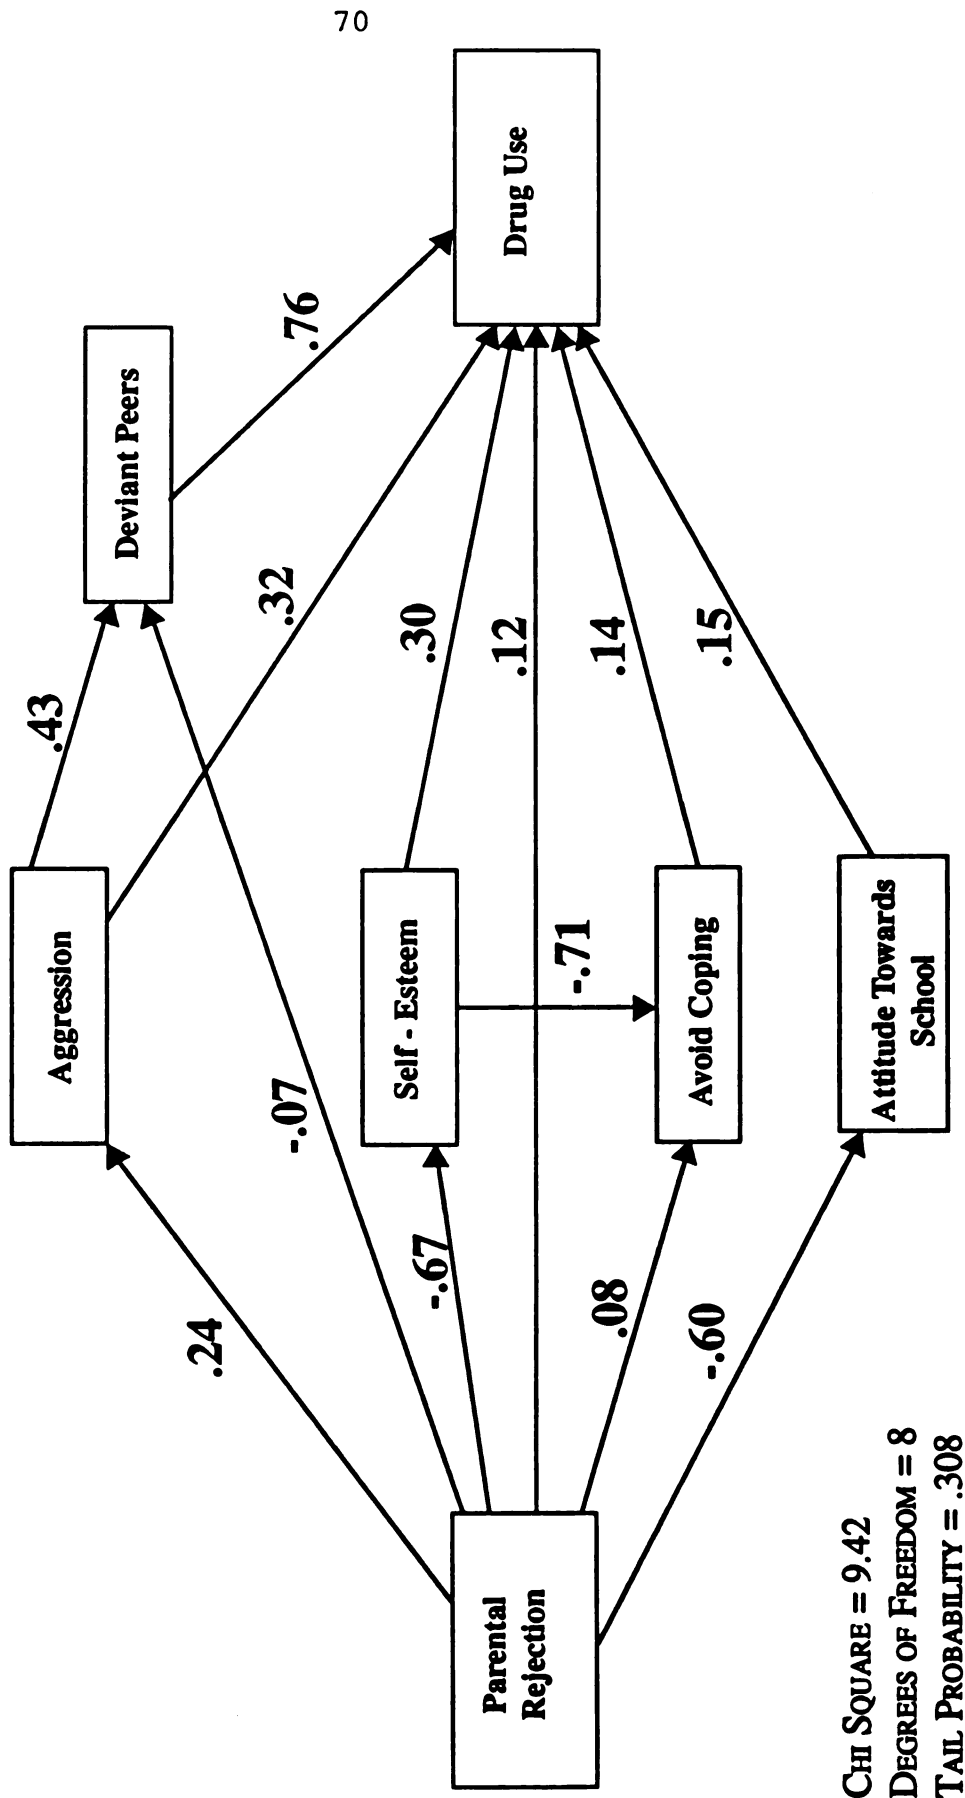 70
Aggression
.43
Deviant Peers
.24
-.07
.32
.76
Parental
Rejection
-.67
Self - Esteem
.30
.12
Drug Use
-.71
.08
Avoid Coping
.14
-.60
Attitude Towards
School
.15
CHI SQUARE = 9.42
DEGREES OF FREEDOM = 8
TAIL PROBABILITY = .308